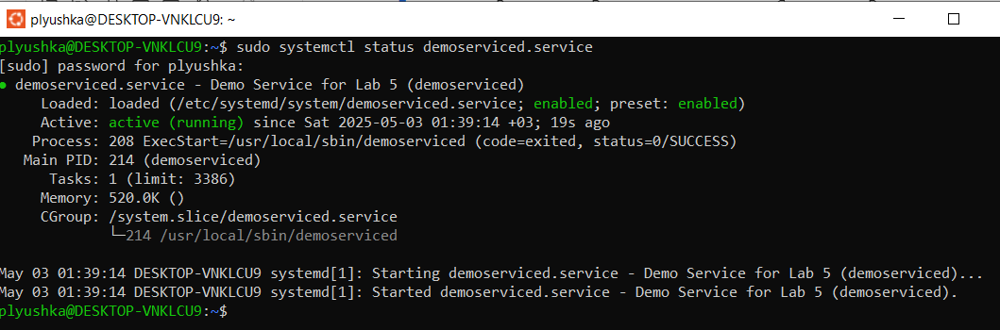 plyushka@DESKTOP-VNKLCU9: ~
plyushka@DESKTOP-VNKLCU9:~$ sudo systemctl status demoserviced.service
[sudo] password for plyushka:
● demoserviced.service - Demo Service for Lab 5 (demoserviced)
     Loaded: loaded (/etc/systemd/system/demoserviced.service; enabled; preset: enabled)
     Active: active (running) since Sat 2025-05-03 01:39:14 +03; 19s ago
    Process: 208 ExecStart=/usr/local/sbin/demoserviced (code=exited, status=0/SUCCESS)
   Main PID: 214 (demoserviced)
      Tasks: 1 (limit: 3386)
     Memory: 520.0K ()
     CGroup: /system.slice/demoserviced.service
             └─214 /usr/local/sbin/demoserviced
May 03 01:39:14 DESKTOP-VNKLCU9 systemd[1]: Starting demoserviced.service - Demo Service for Lab 5 (demoserviced)...
May 03 01:39:14 DESKTOP-VNKLCU9 systemd[1]: Started demoserviced.service - Demo Service for Lab 5 (demoserviced).
plyushka@DESKTOP-VNKLCU9:~$